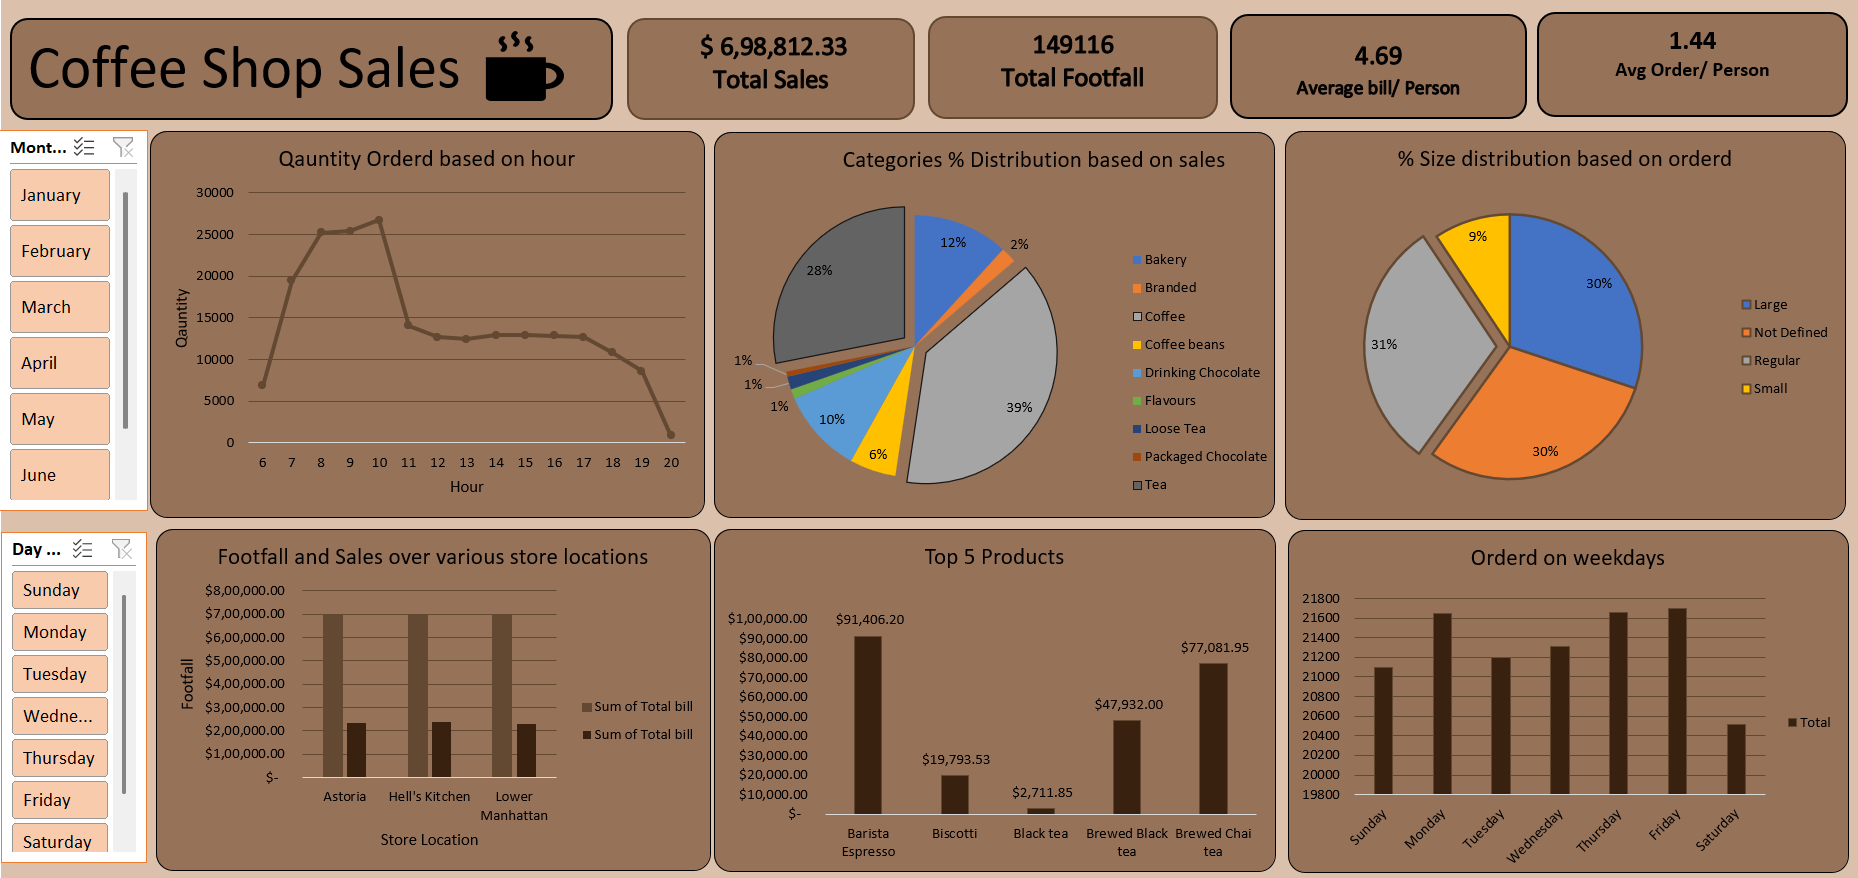 Coffee Shop Sales
$ 6,98,812.33
Total Sales
149116
Total Footfall
4.69
Average bill/ Person
1.44
Avg Order/ Person
Mont...
January
February
March
April
May
June
Qauntity Orderd based on hour
30000
25000
20000
15000
10000
5000
0
Qauntity
6 7 8 9 10 11 12 13 14 15 16 17 18 19 20
Hour
Categories % Distribution based on sales
12%
2%
39%
6%
10%
1%
1%
1%
28%
Bakery
Branded
Coffee
Coffee beans
Drinking Chocolate
Flavours
Loose Tea
Packaged Chocolate
Tea
% Size distribution based on orderd
9%
30%
31%
30%
Large
Not Defined
Regular
Small
Day ...
Sunday
Monday
Tuesday
Wedne...
Thursday
Friday
Saturday
Footfall and Sales over various store locations
$8,00,000.00
$7,00,000.00
$6,00,000.00
$5,00,000.00
$4,00,000.00
$3,00,000.00
$2,00,000.00
$1,00,000.00
$-
Footfall
Astoria
Hell's Kitchen
Lower
Manhattan
Store Location
Sum of Total bill
Sum of Total bill
Top 5 Products
$1,00,000.00
$90,000.00
$80,000.00
$70,000.00
$60,000.00
$50,000.00
$40,000.00
$30,000.00
$20,000.00
$10,000.00
$-
$91,406.20
$19,793.53
$2,711.85
$47,932.00
$77,081.95
Barista
Espresso
Biscotti
Black tea
Brewed Black
tea
Brewed Chai
tea
Orderd on weekdays
21800
21600
21400
21200
21000
20800
20600
20400
20200
20000
19800
Sunday
Monday
Tuesday
Wednesday
Thursday
Friday
Saturday
Total